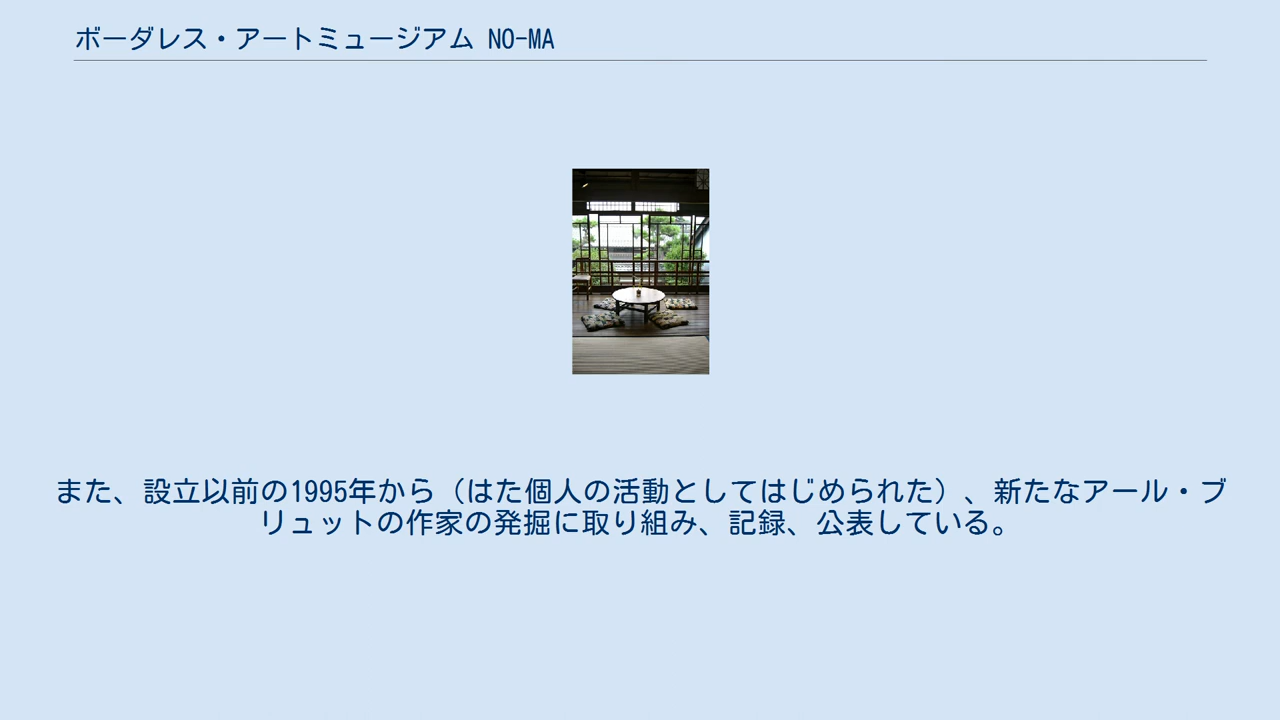 ボーダレス・アートミュージアム NO-MA
また、設立以前の1995年から（はた個人の活動としてはじめられた）、新たなアール・ブ
リュットの作家の発掘に取り組み、記録、公表している。